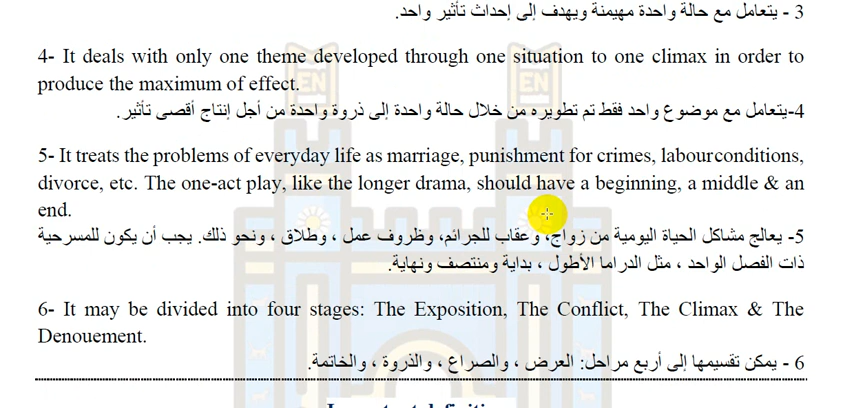 3 - يتعامل مع حالة واحدة مهيمنة ويهدف إلى إحداث تأثير واحد.
4- It deals with only one theme developed through one situation to one climax in order to
produce the maximum of effect.
4-يتعامل مع موضوع واحد فقط تم تطويره من خلال حالة واحدة إلى ذروة واحدة من أجل إنتاج أقصى تأثير.
5- It treats the problems of everyday life as marriage, punishment for crimes, labourconditions,
divorce, etc. The one-act play, like the longer drama, should have a beginning, a middle & an
end.
5- يعالج مشاكل الحياة اليومية من زواج، وعقاب للجرائم، وظروف عمل ، وطلاق ، ونحو ذلك. يجب أن يكون للمسرحية
ذات الفصل الواحد ، مثل الدراما الأطول ، بداية ومنتصف ونهاية.
6- It may be divided into four stages: The Exposition, The Conflict, The Climax & The
Denouement.
6 - يمكن تقسيمها إلى أربع مراحل: العرض ، والصراع ، والذروة ، والخاتمة.
EN EN